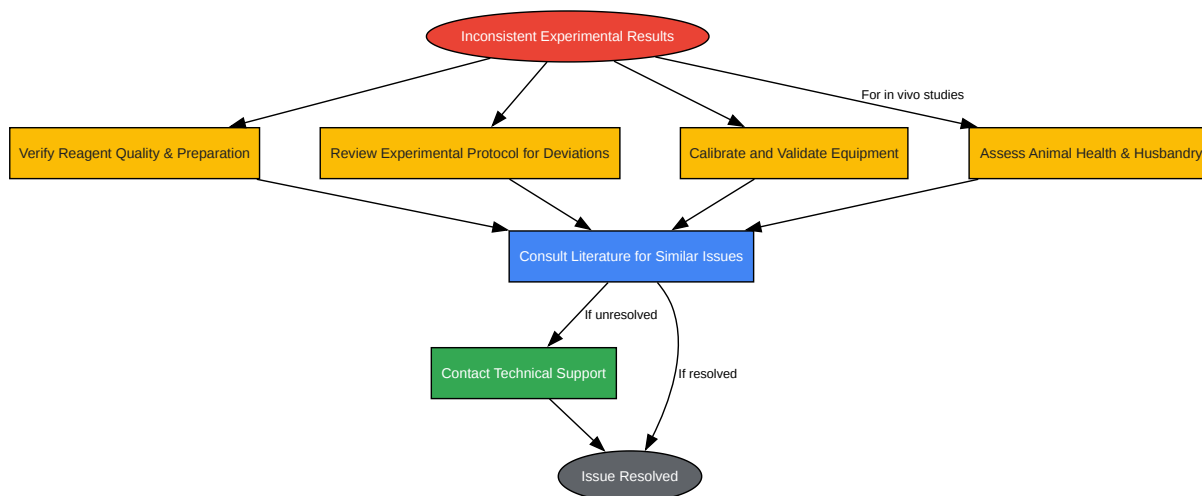 Inconsistent Experimental Results
For in vivo studies
Verify Reagent Quality & Preparation
Review Experimental Protocol for Deviations
Calibrate and Validate Equipment
Assess Animal Health & Husbandry
Consult Literature for Similar Issues
If unresolved
Contact Technical Support
If resolved
Issue Resolved